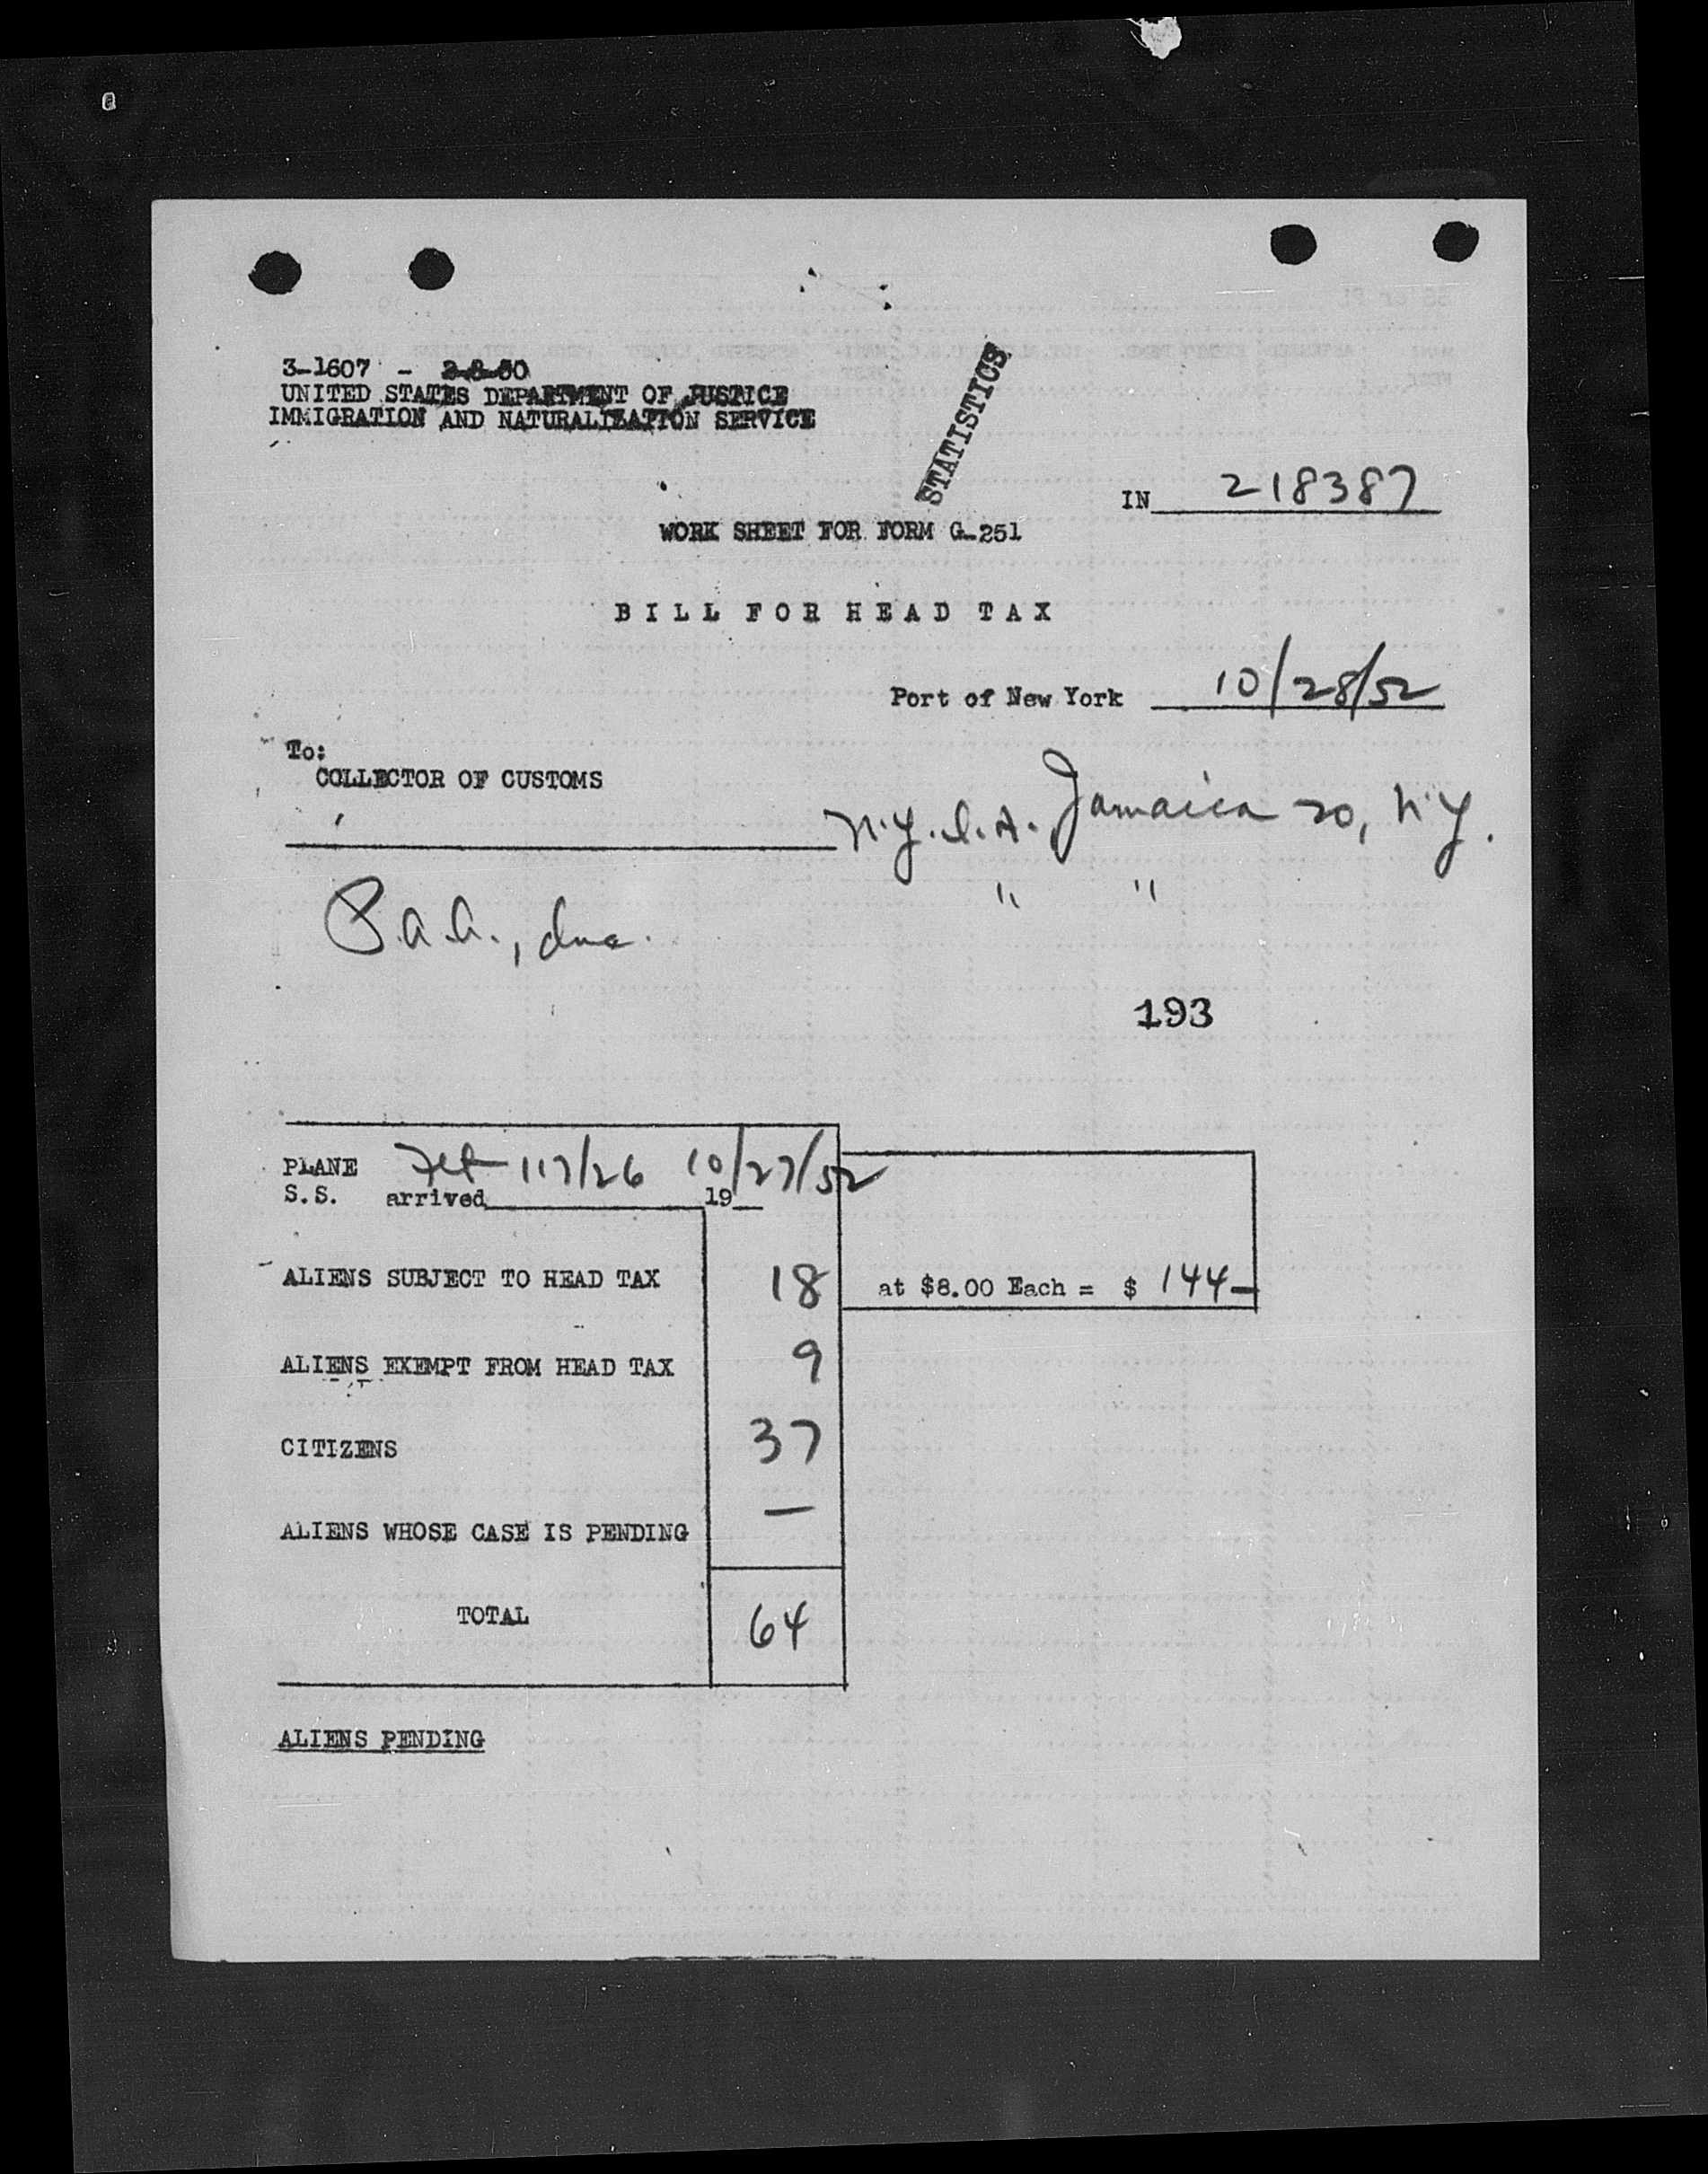 3-1607 - 2-8-50
UNITED STATES DEPARTMENT OF JUSTICE
IMMIGRATION AND NATURALIZATION SERVICE
STATISTICS
IN 218387
WORK SHEET FOR FORM G-251
BILL FOR HEAD TAX
Port of New York 10/28/52
To:
COLLECTOR OF CUSTOMS
N.Y.I.A. Jamaica 30, N.Y.
P.A.A., Inc. " "
193
PLANE Flt 117/26 10/27/52
S.S. arrived 19
ALIENS SUBJECT TO HEAD TAX 18 at $8.00 Each = $ 144-
ALIENS EXEMPT FROM HEAD TAX 9
CITIZENS 37
ALIENS WHOSE CASE IS PENDING —
TOTAL 64
ALIENS PENDING